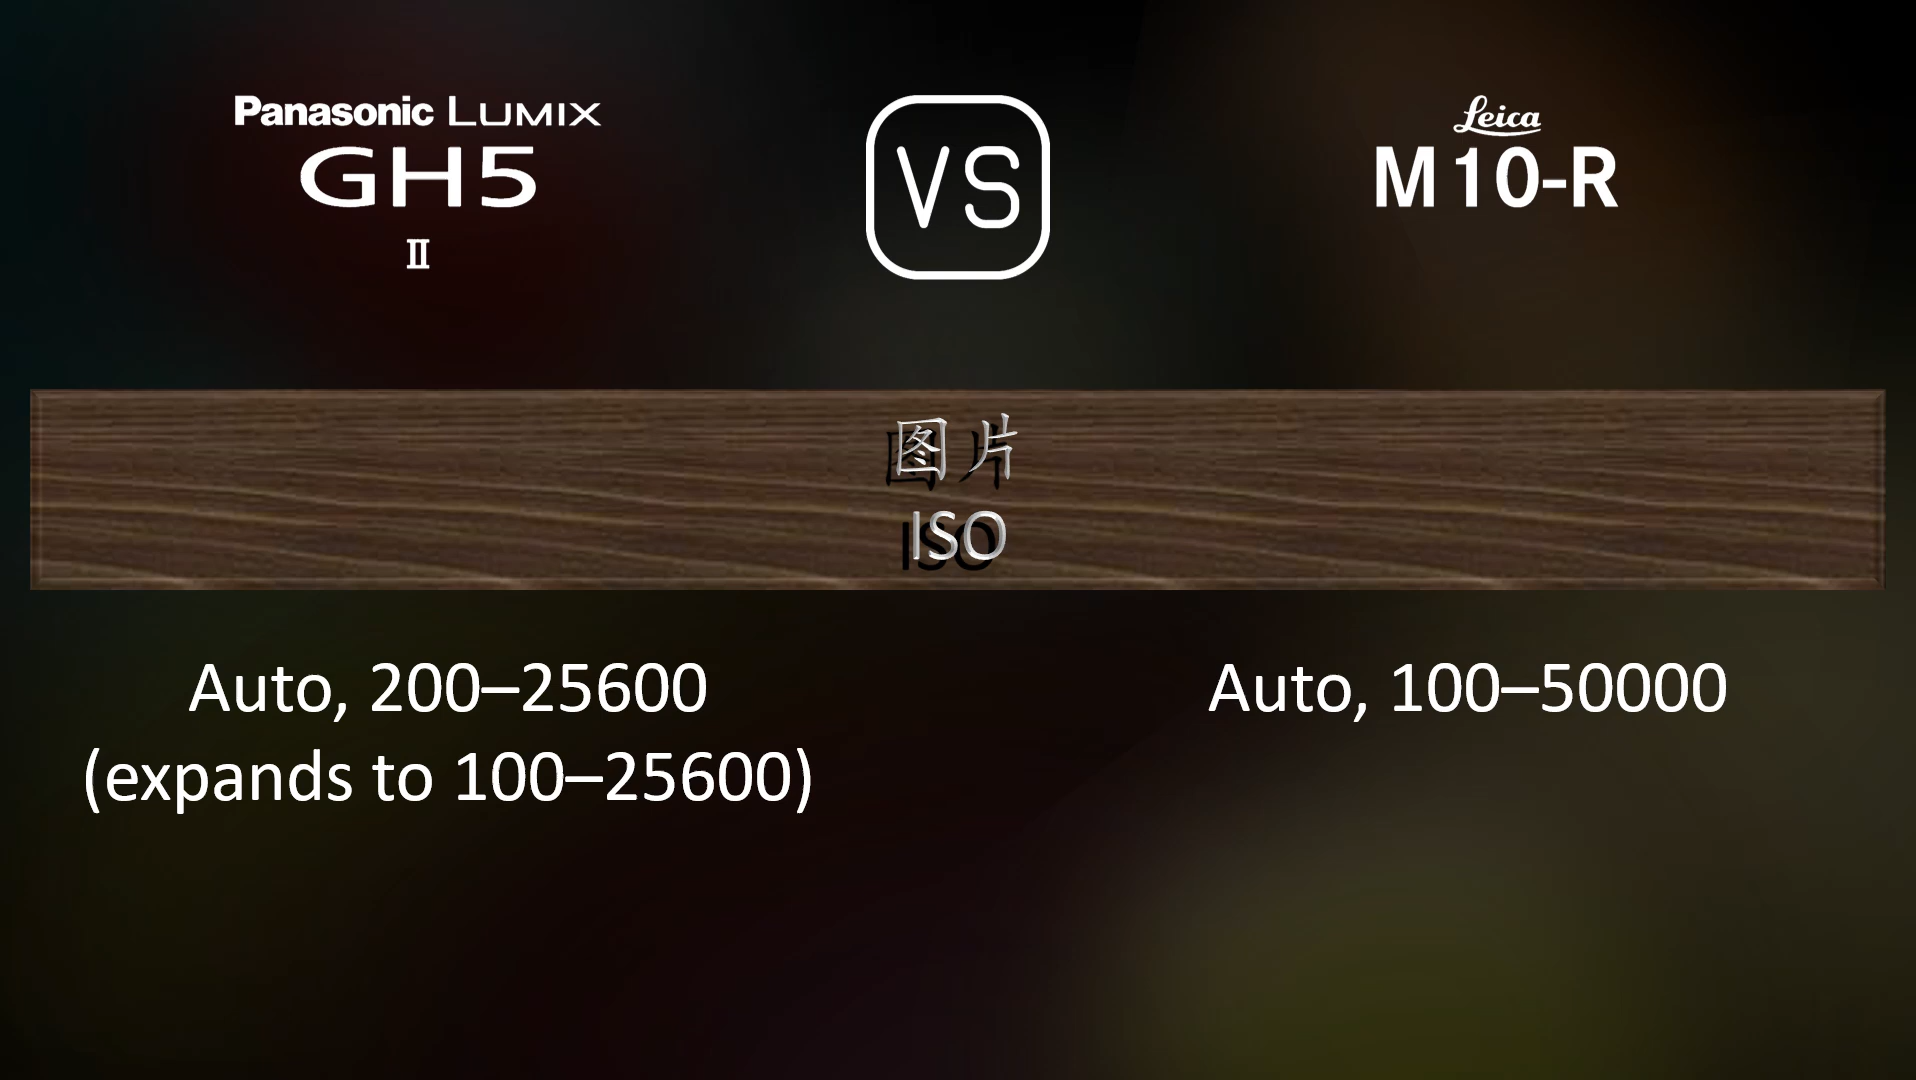 Panasonic LUMIX
GH5
II
VS
Leica
M10-R
图片
ISO
Auto, 200–25600
(expands to 100–25600)
Auto, 100–50000